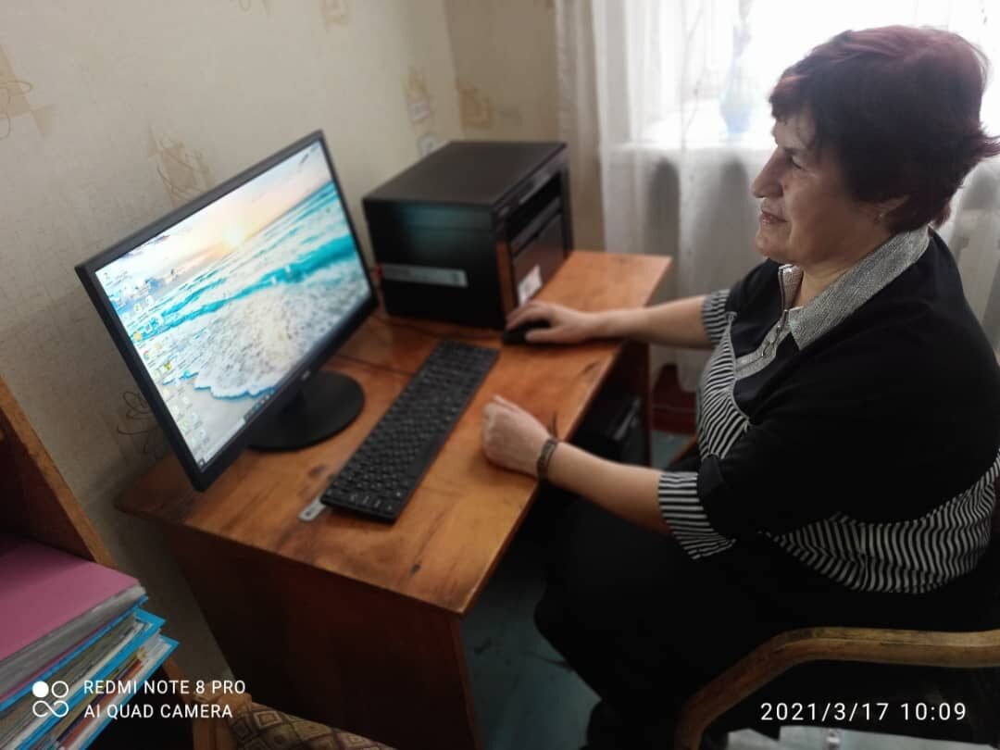 REDMI NOTE 8 PRO
AI QUAD CAMERA
2021/3/17 10:09